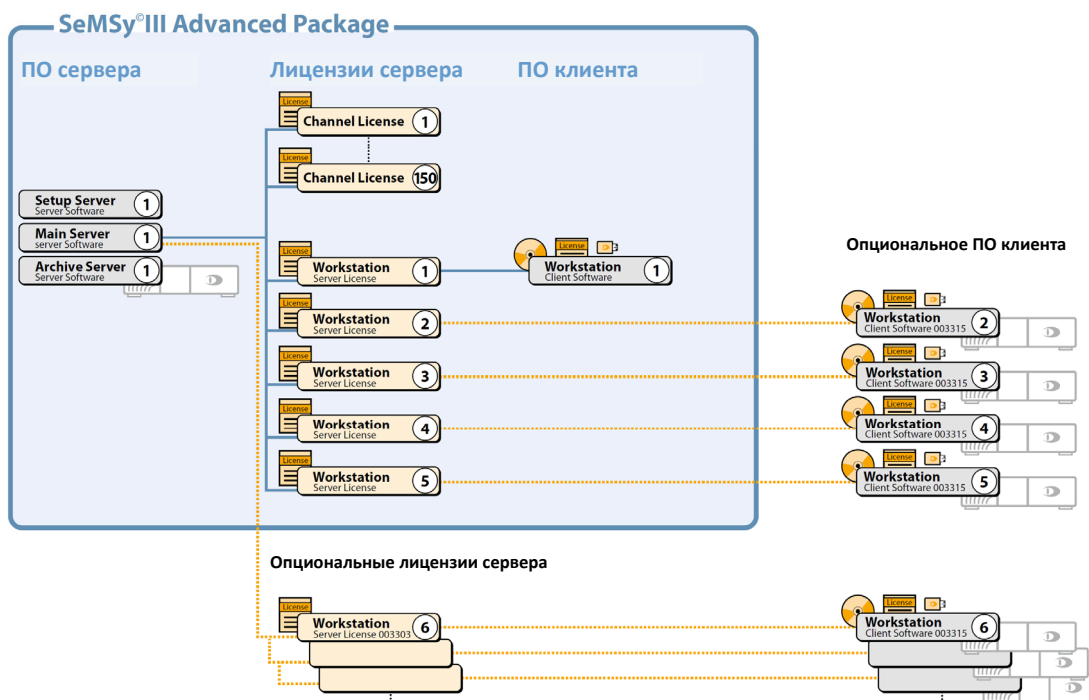 SeMSy©III Advanced Package
ПО сервера
Лицензии сервера
ПО клиента
License
Channel License 1
License
Channel License 150
Setup Server 1
Server Software
Main Server 1
server Software
Archive Server 1
Server Software
License
Workstation 1
Server License
License
Workstation 1
Client Software
Опциональное ПО клиента
License
Workstation 2
Server License
License
Workstation 2
Client Software 003315
License
Workstation 3
Server License
License
Workstation 3
Client Software 003315
License
Workstation 4
Server License
License
Workstation 4
Client Software 003315
License
Workstation 5
Server License
License
Workstation 5
Client Software 003315
Опциональные лицензии сервера
License
Workstation 6
Server License 003303
License
Workstation 6
Client Software 003315